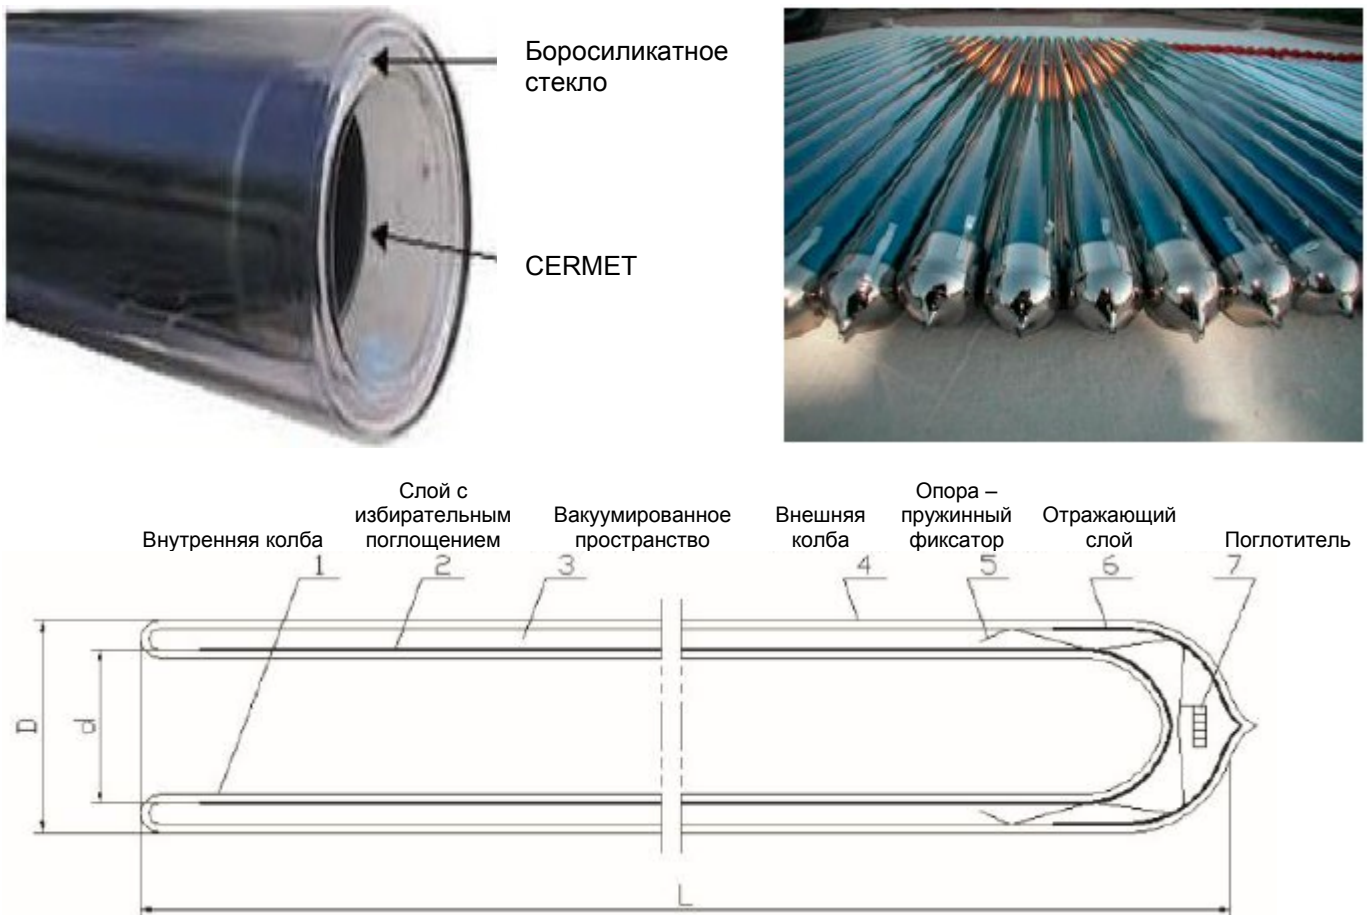 Боросиликатное
стекло
CERMET
Слой с
избирательным
поглощением
Внутренняя колба
Вакуумированное
пространство
Внешняя
колба
Опора –
пружинный
фиксатор
Отражающий
слой
Поглотитель
1
2
3
4
5
6
7
D
d
L